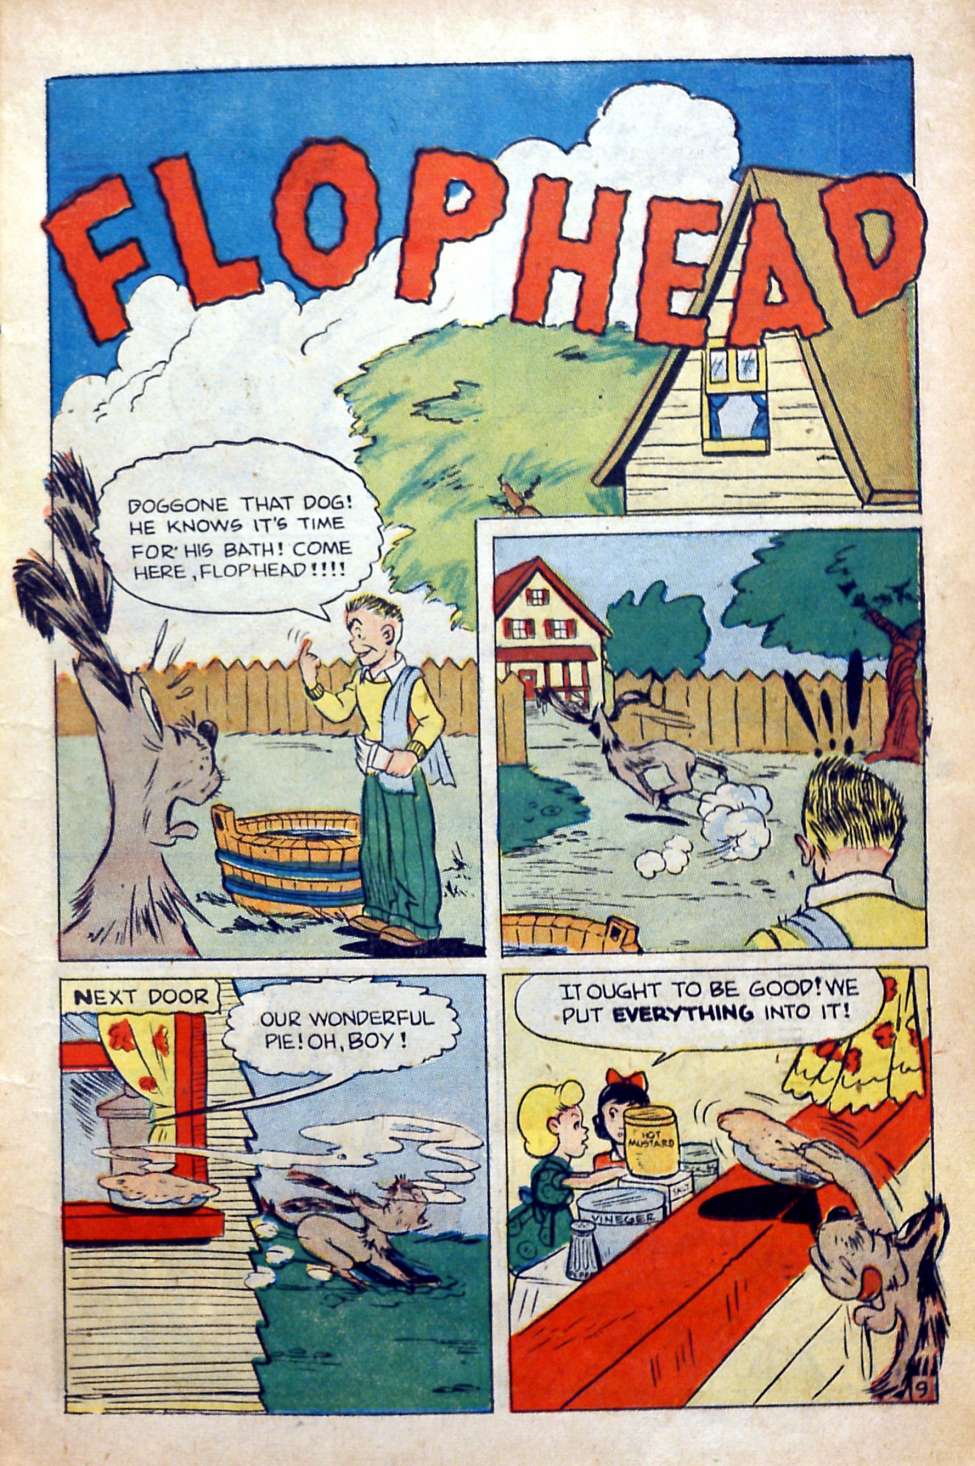 FLOPHEAD
DOGGONE THAT DOG!
HE KNOWS IT'S TIME
FOR HIS BATH! COME
HERE, FLOPHEAD!!!!
!!!
NEXT DOOR
OUR WONDERFUL
PIE! OH, BOY!
IT OUGHT TO BE GOOD! WE
PUT EVERYTHING INTO IT!
HOT
MUSTARD
SALT
VINEGER
9